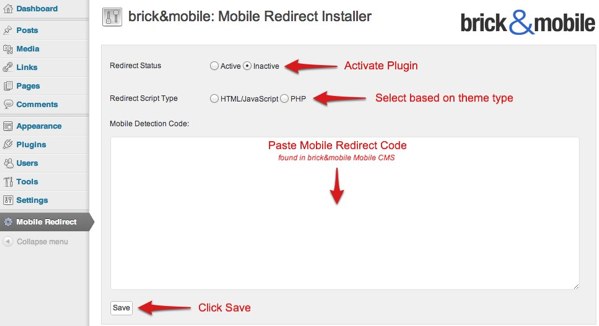 Dashboard
Posts
Media
Links
Pages
Comments
Appearance
Plugins
Users
Tools
Settings
Mobile Redirect
Collapse menu
brick&mobile: Mobile Redirect Installer
brick&mobile
Redirect Status
Active Inactive
Activate Plugin
Redirect Script Type
HTML/JavaScript PHP
Select based on theme type
Mobile Detection Code:
Paste Mobile Redirect Code
found in brick&mobile Mobile CMS
Save
Click Save